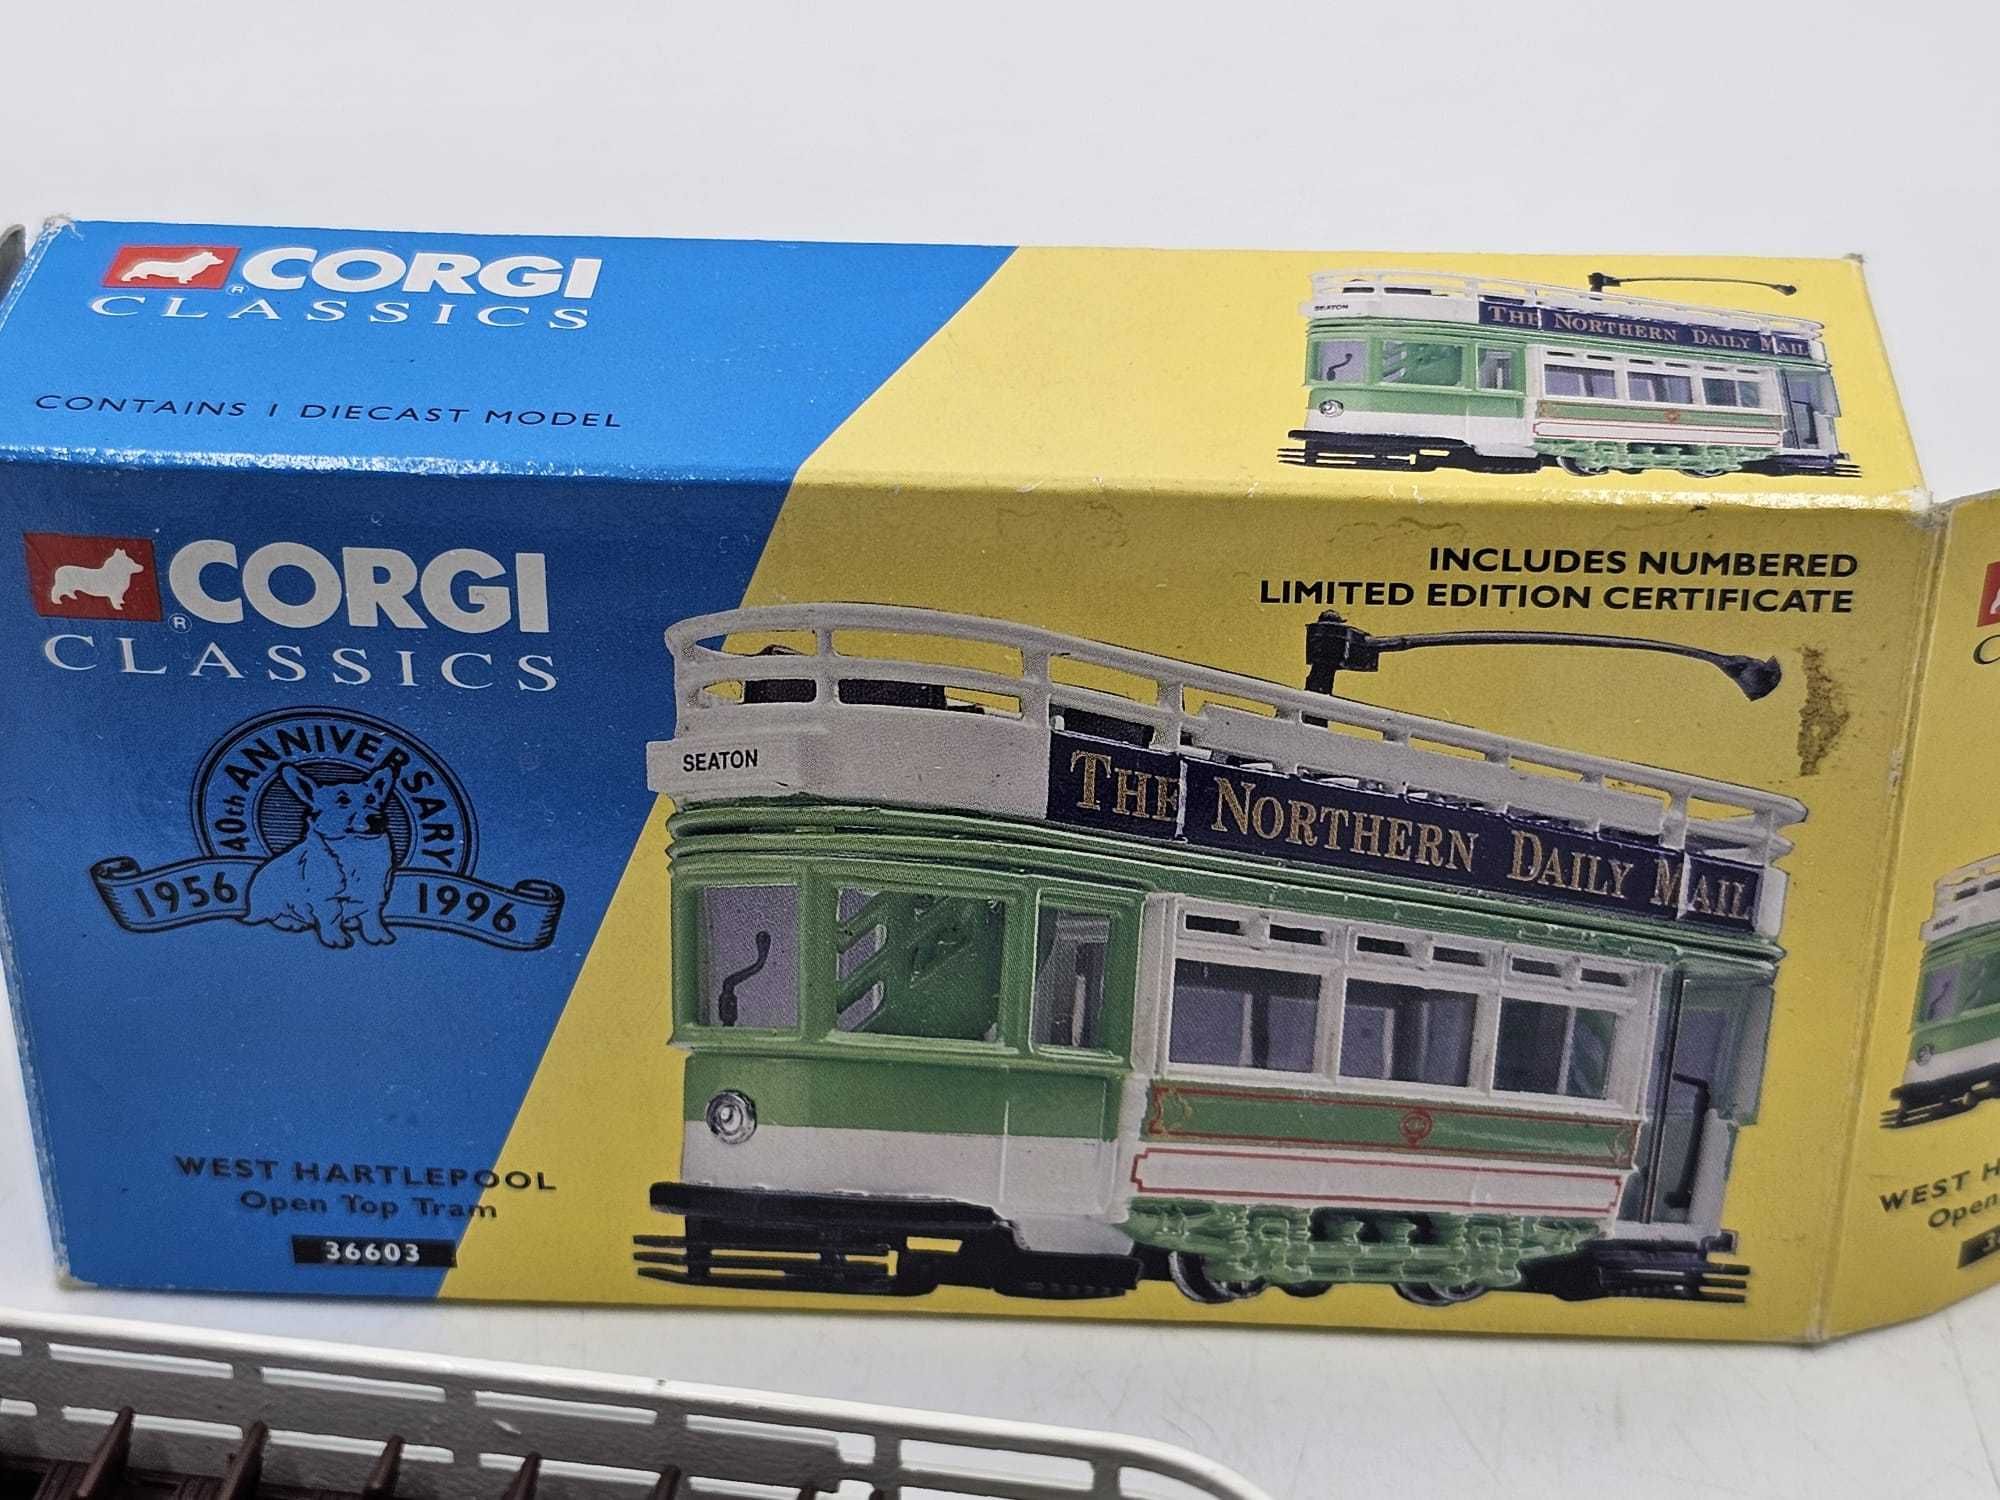 CORGI
®
CLASSICS
CONTAINS 1 DIECAST MODEL
SEATON
THE NORTHERN DAILY MAIL
CORGI
®
CLASSICS
40th ANNIVERSARY
1956 1996
WEST HARTLEPOOL
Open Top Tram
36603
INCLUDES NUMBERED
LIMITED EDITION CERTIFICATE
SEATON
THE NORTHERN DAILY MAIL
C
WEST H
Open